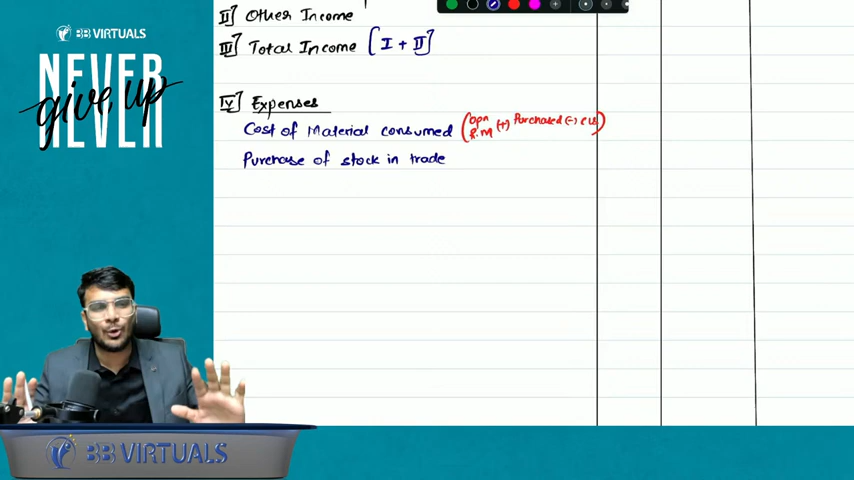 II] Other Income
III] Total Income [I + II]
IV] Expenses
Cost of Material consumed (opn R.M (+) Purchased (-) cls)
Purchase of stock in trade
BB VIRTUALS
NEVER
give up
NEVER
BB VIRTUALS